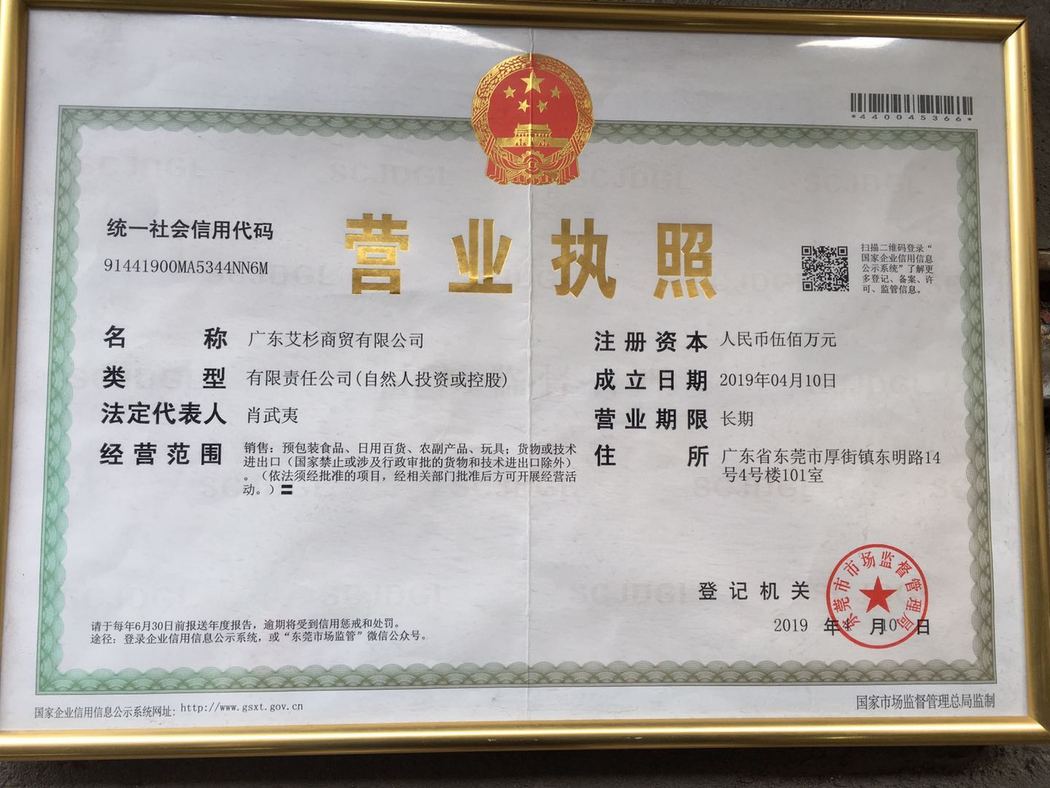 *440045366*
统一社会信用代码
91441900MA5344NN6M
营业执照
扫描二维码登录“
国家企业信用信息
公示系统”了解更
多登记、备案、许
可、监管信息。
名称 广东艾杉商贸有限公司
类型 有限责任公司(自然人投资或控股)
法定代表人 肖武夷
经营范围 销售：预包装食品、日用百货、农副产品、玩具；货物或技术
进出口（国家禁止或涉及行政审批的货物和技术进出口除外）
。（依法须经批准的项目，经相关部门批准后方可开展经营活
动。）〓
注册资本 人民币伍佰万元
成立日期 2019年04月10日
营业期限 长期
住所 广东省东莞市厚街镇东明路14
号4号楼101室
登记机关
东莞市市场监督管理局
2019 年4 月10 日
请于每年6月30日前报送年度报告，逾期将受到信用惩戒和处罚。
途径：登录企业信用信息公示系统，或“东莞市场监管”微信公众号。
国家企业信用信息公示系统网址：http://www.gsxt.gov.cn
国家市场监督管理总局监制